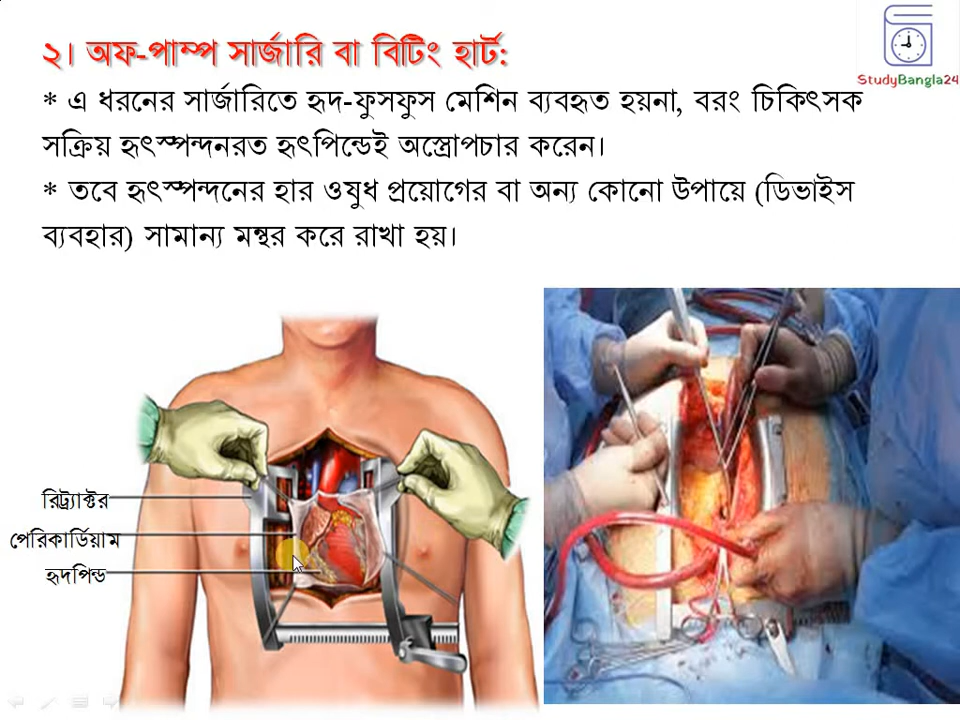 ২। অফ-পাম্প সার্জারি বা বিটিং হার্ট:
StudyBangla24
* এ ধরনের সার্জারিতে হৃদ-ফুসফুস মেশিন ব্যবহৃত হয়না, বরং চিকিৎসক
সক্রিয় হৃৎস্পন্দনরত হৃৎপিন্ডেই অস্ত্রোপচার করেন।
* তবে হৃৎস্পন্দনের হার ওষুধ প্রয়োগের বা অন্য কোনো উপায়ে (ডিভাইস
ব্যবহার) সামান্য মন্থর করে রাখা হয়।
রিট্র্যাক্টর
পেরিকার্ডিয়াম
হৃদপিন্ড